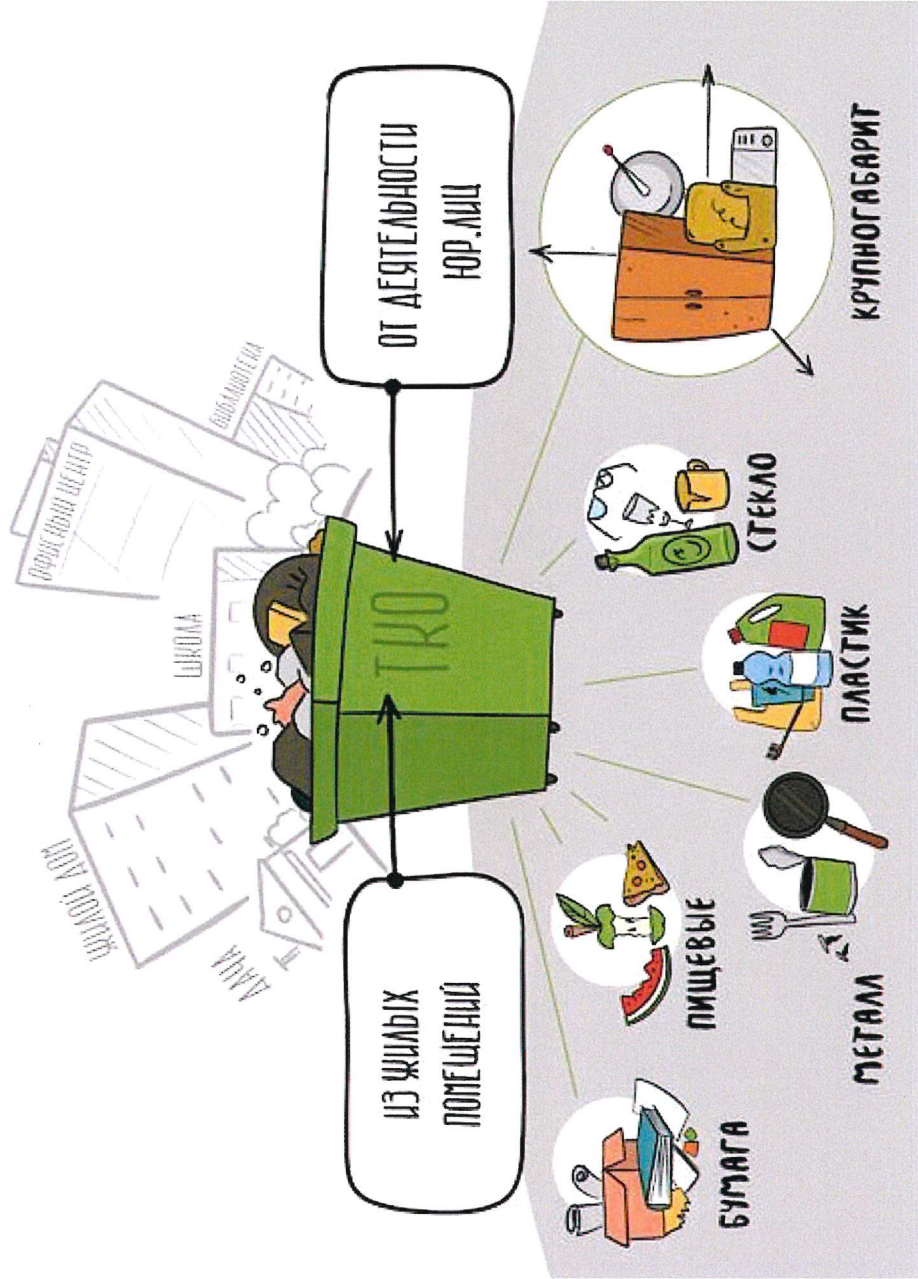 ДАЧА
ЖИЛОЙ ДОМ
ШКОЛА
ОФИСНЫЙ ЦЕНТР
БИБЛИОТЕКА
ИЗ ЖИЛЫХ
ПОМЕЩЕНИЙ
ТКО
ОТ ДЕЯТЕЛЬНОСТИ
ЮР.ЛИЦ
БУМАГА
ПИЩЕВЫЕ
МЕТАЛЛ
ПЛАСТИК
СТЕКЛО
КРУПНОГАБАРИТ